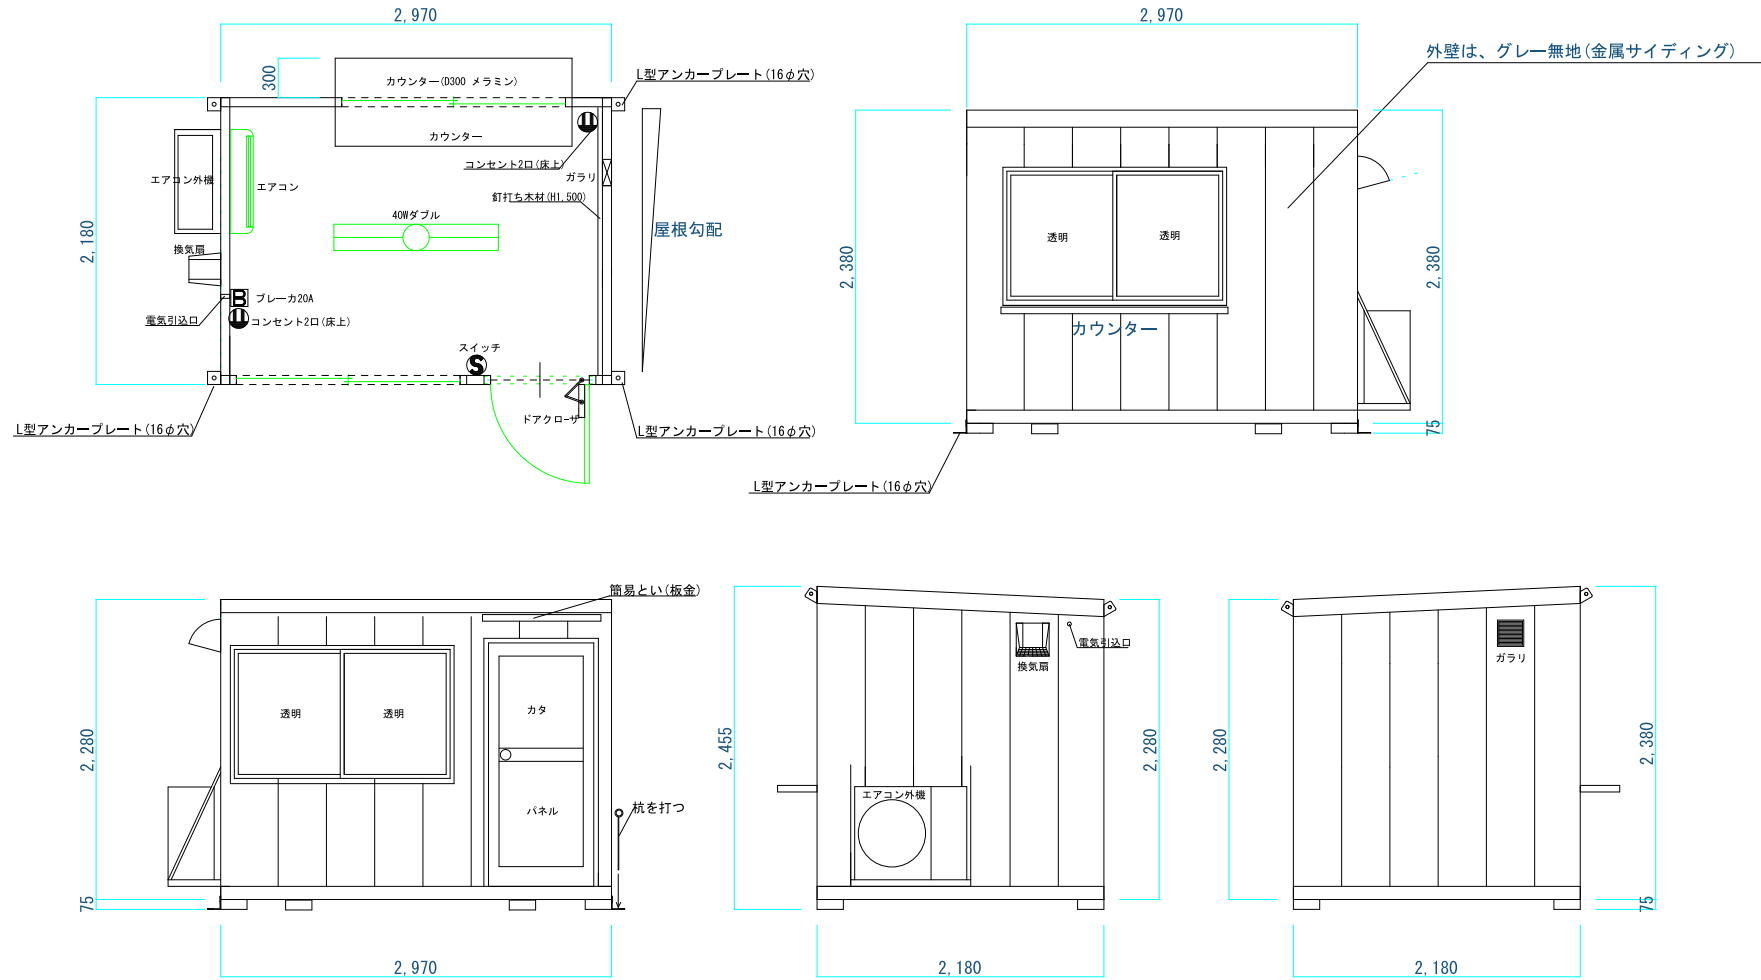 2,970
300
カウンター(D300 メラミン)
L型アンカープレート(16φ穴)
カウンター
コンセント2口(床上)
ガラリ
エアコン外機
エアコン
釘打ち木材(H1,500)
40Wダブル
屋根勾配
2,180
換気扇
B
ブレーカ20A
電気引込口
コンセント2口(床上)
スイッチ
S
ドアクローザ
L型アンカープレート(16φ穴)
L型アンカープレート(16φ穴)
2,970
外壁は、グレー無地(金属サイディング)
透明
透明
2,380
2,380
カウンター
75
L型アンカープレート(16φ穴)
簡易とい(板金)
透明
透明
カタ
パネル
杭を打つ
2,280
75
2,970
電気引込口
換気扇
2,455
2,280
エアコン外機
2,180
ガラリ
2,280
2,380
75
2,180